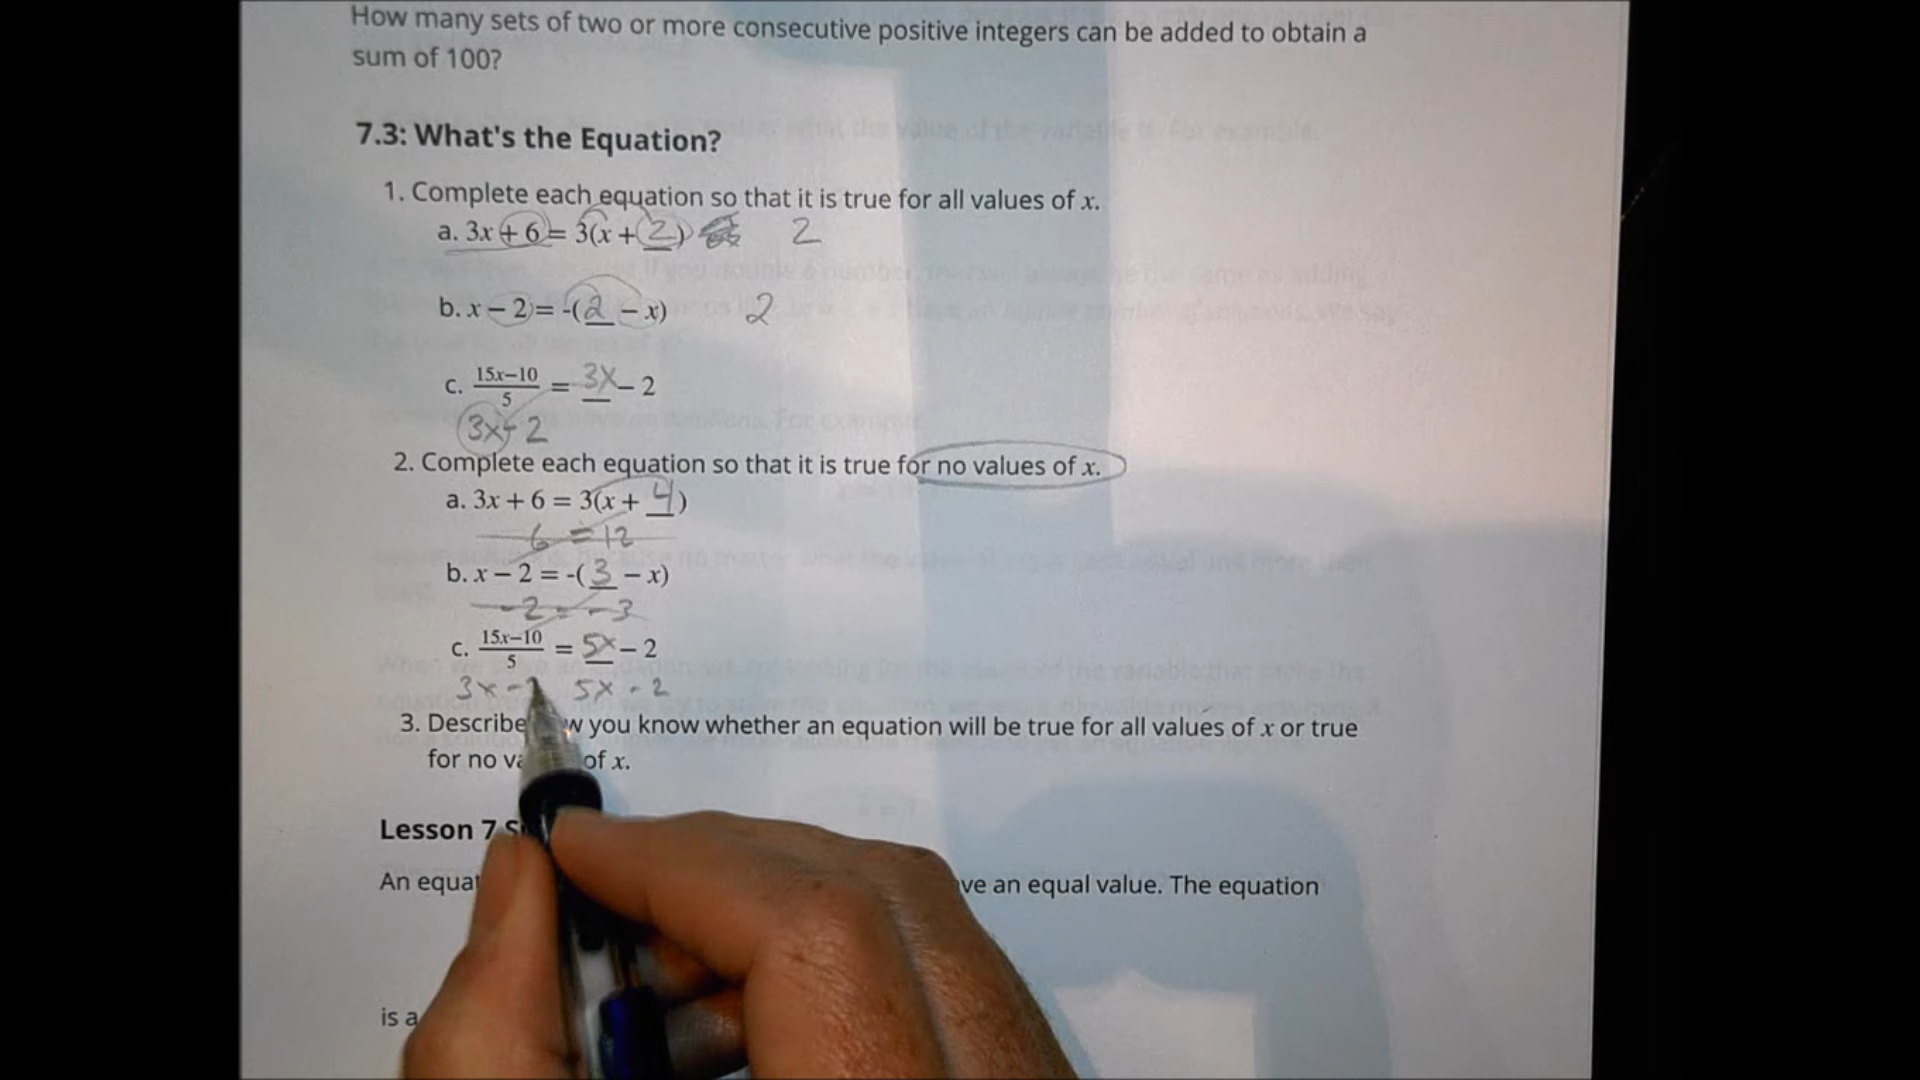 How many sets of two or more consecutive positive integers can be added to obtain a
sum of 100?
7.3: What's the Equation?
1. Complete each equation so that it is true for all values of x.
a. 3x + 6 = 3(x + 2) 2
b. x − 2 = -(2 − x) 2
c. 15x−10/5 = 3x − 2
3x − 2
2. Complete each equation so that it is true for no values of x.
a. 3x + 6 = 3(x + 4)
6 = 12
b. x − 2 = -(3 − x)
-2 = -3
c. 15x−10/5 = 5x − 2
3x - 5x - 2
3. Describe you know whether an equation will be true for all values of x or true
for no of x.
Lesson 7
An an equal value. The equation
is a